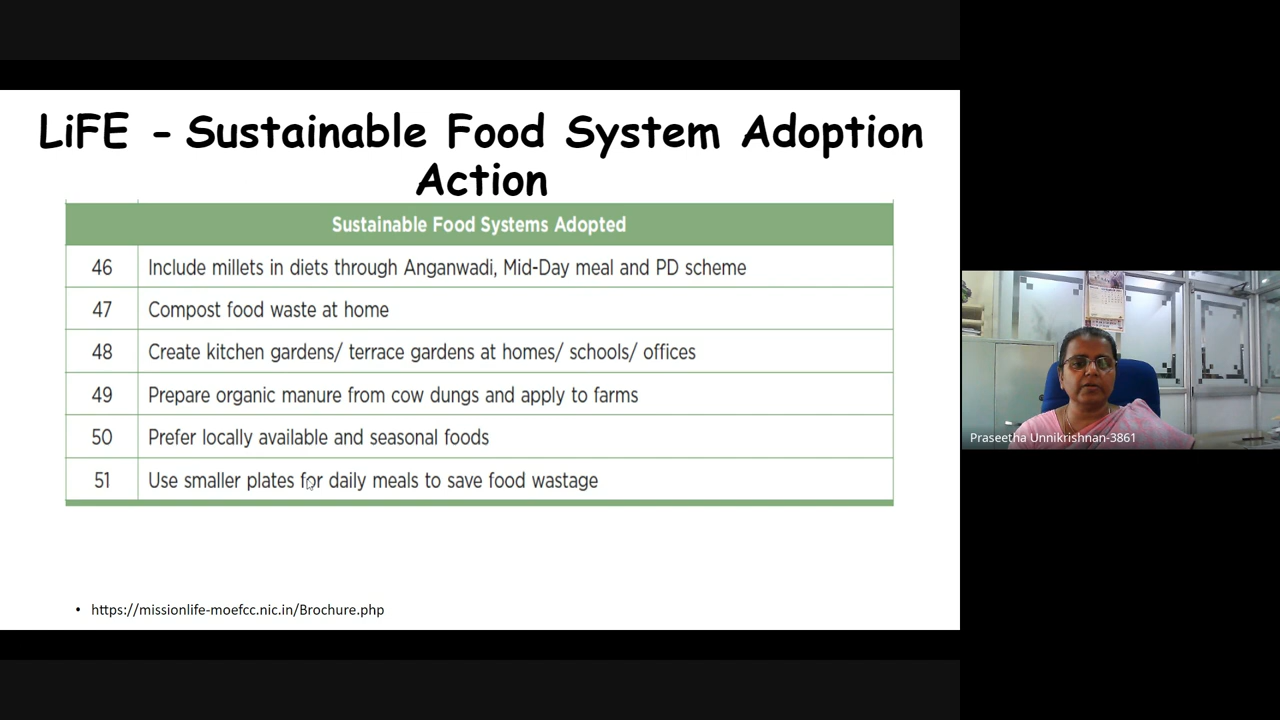 LiFE - Sustainable Food System Adoption
Action
Sustainable Food Systems Adopted
46 Include millets in diets through Anganwadi, Mid-Day meal and PD scheme
47 Compost food waste at home
48 Create kitchen gardens/ terrace gardens at homes/ schools/ offices
49 Prepare organic manure from cow dungs and apply to farms
50 Prefer locally available and seasonal foods
51 Use smaller plates for daily meals to save food wastage
• https://missionlife-moefcc.nic.in/Brochure.php
Praseetha Unnikrishnan-3861